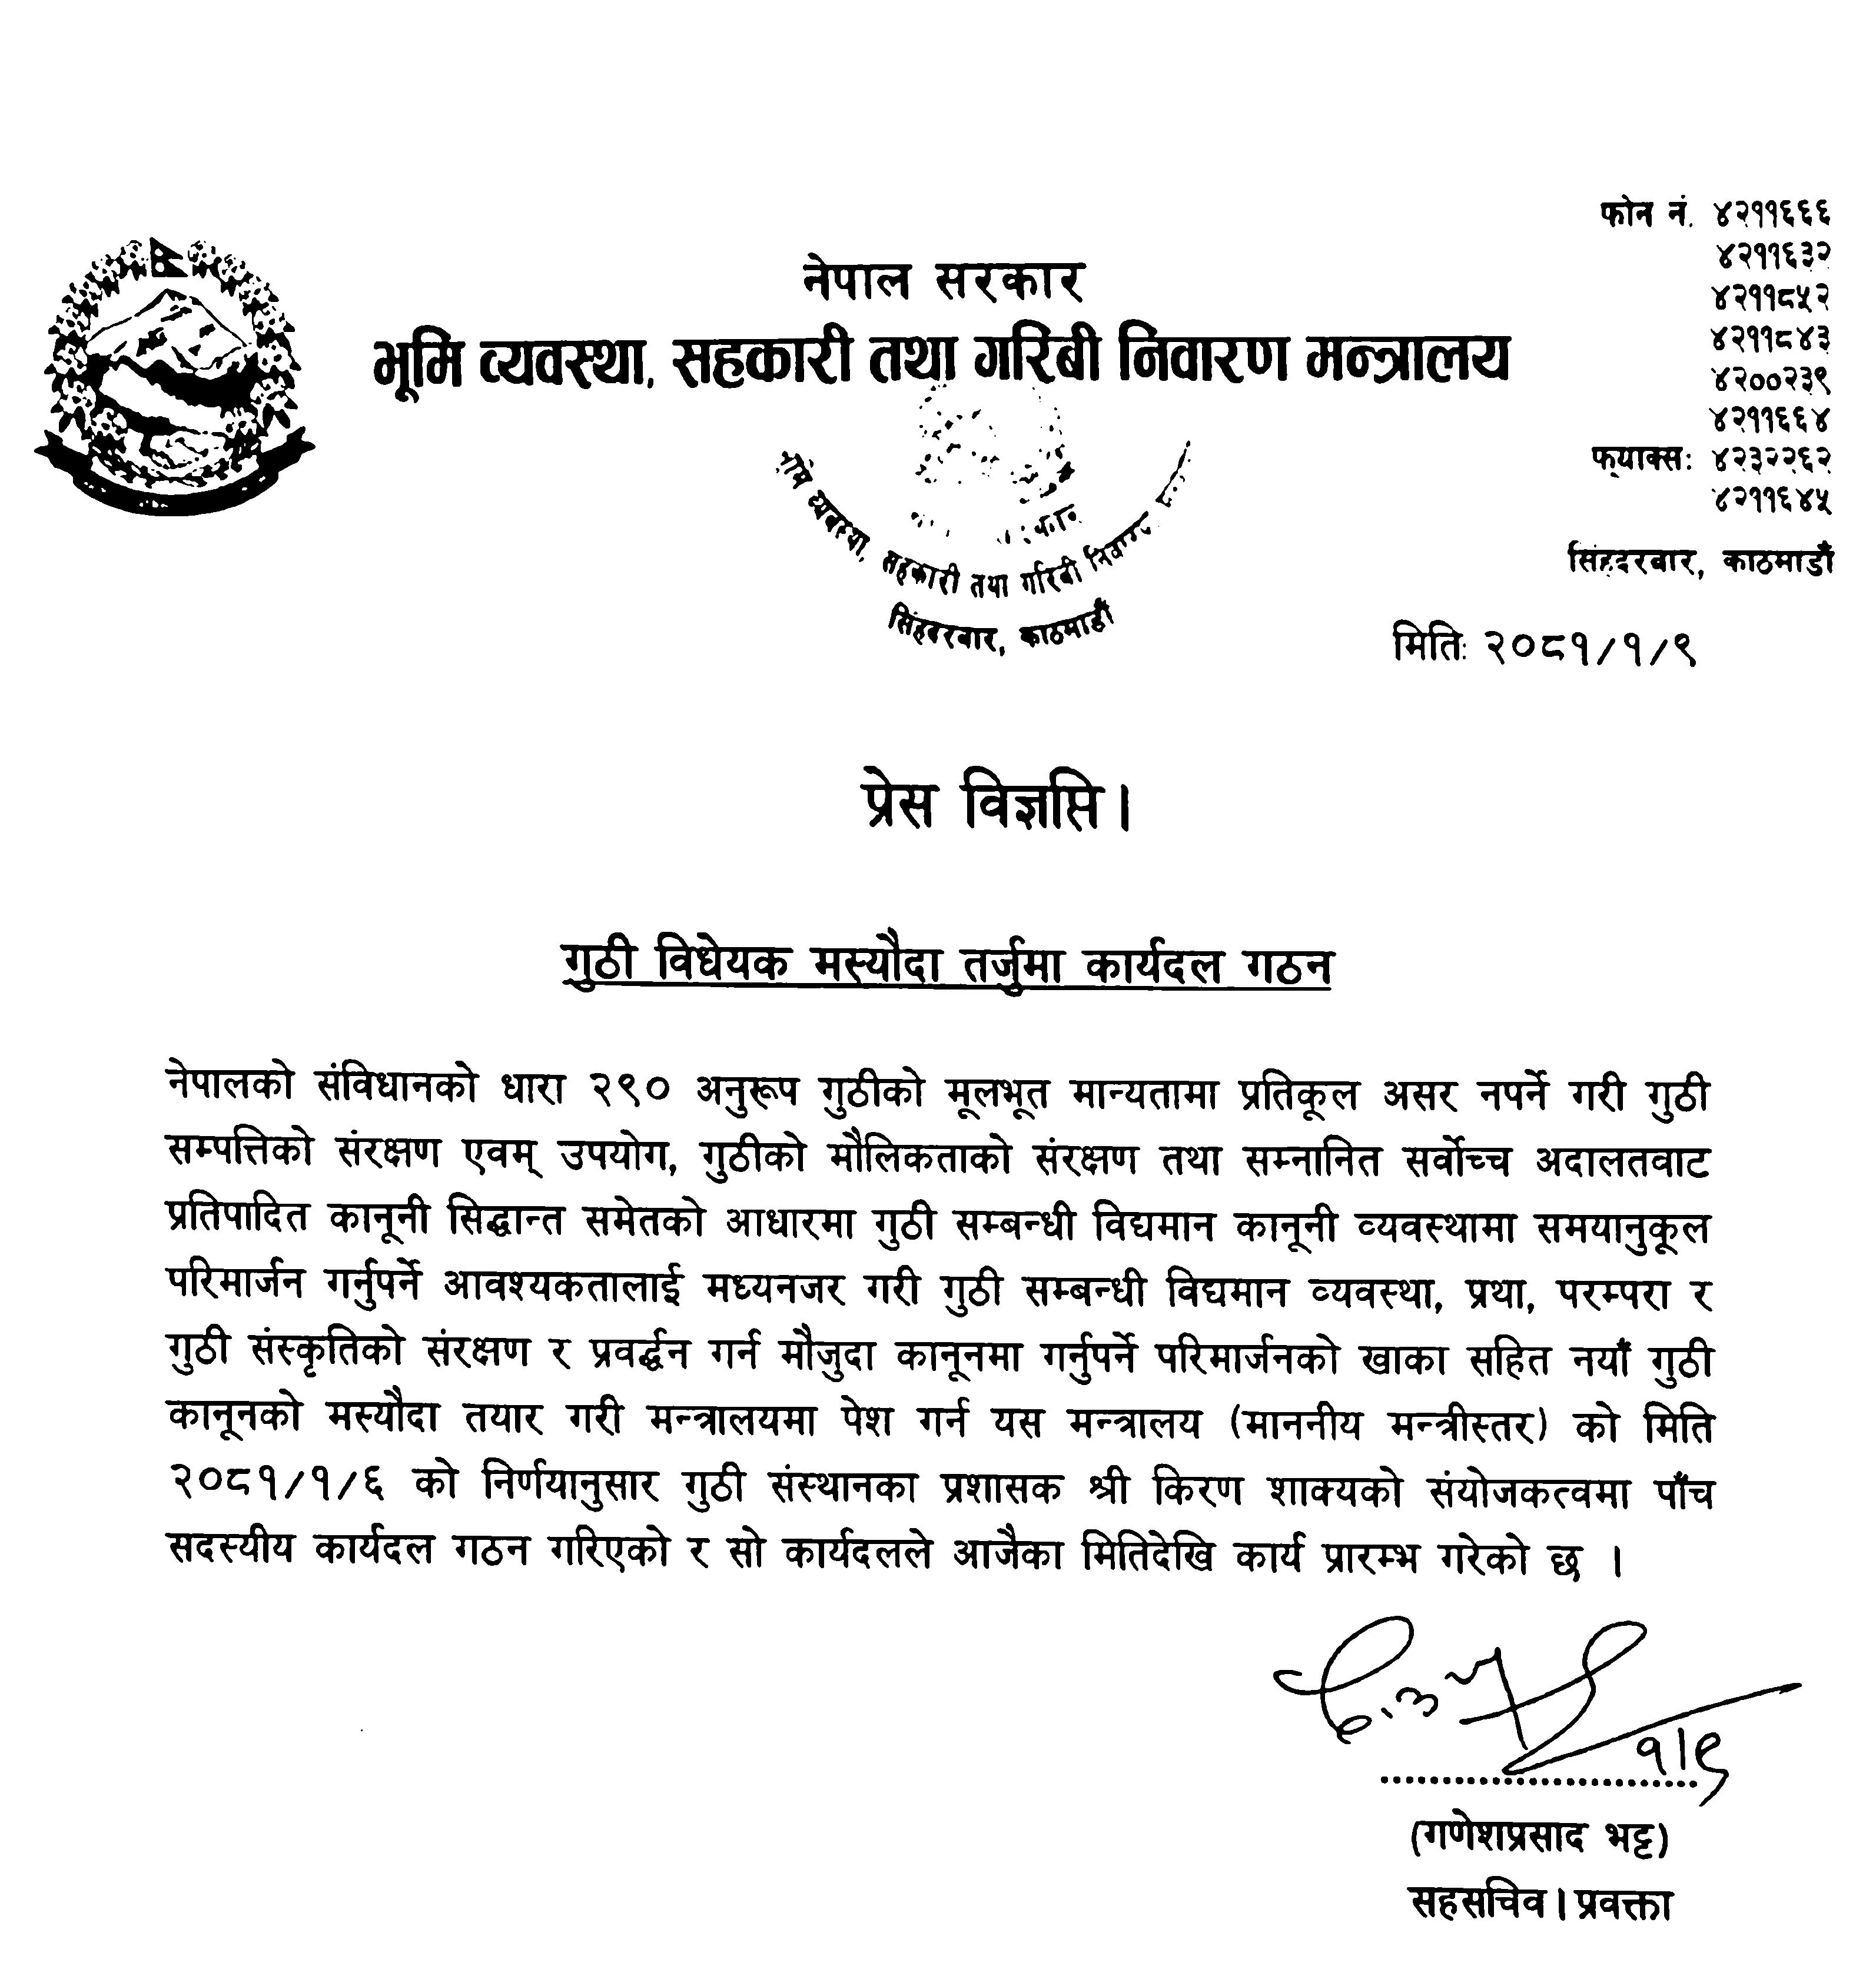 फोन नं. ४२११६६६
४२११६३२
४२११८५२
४२११८४३
४२००२३९
४२११६६४
फ्याक्सः ४२३२२६२
४२११६४५
सिंहदरबार, काठमाडौँ
नेपाल सरकार
भूमि व्यवस्था, सहकारी तथा गरिबी निवारण मन्त्रालय
व्यवस्था, सहकारी तथा गरिबी
सिंहदरबार, काठमाडौँ
मितिः २०८१/१/९
प्रेस विज्ञप्ति।
गुठी विधेयक मस्यौदा तर्जुमा कार्यदल गठन
नेपालको संविधानको धारा २९० अनुरूप गुठीको मूलभूत मान्यतामा प्रतिकूल असर नपर्ने गरी गुठी
सम्पत्तिको संरक्षण एवम् उपयोग, गुठीको मौलिकताको संरक्षण तथा सम्नानित सर्वोच्च अदालतवाट
प्रतिपादित कानूनी सिद्धान्त समेतको आधारमा गुठी सम्बन्धी विद्यमान कानूनी व्यवस्थामा समयानुकूल
परिमार्जन गर्नुपर्ने आवश्यकतालाई मध्यनजर गरी गुठी सम्बन्धी विद्यमान व्यवस्था, प्रथा, परम्परा र
गुठी संस्कृतिको संरक्षण र प्रवर्द्धन गर्न मौजुदा कानूनमा गर्नुपर्ने परिमार्जनको खाका सहित नयाँ गुठी
कानूनको मस्यौदा तयार गरी मन्त्रालयमा पेश गर्न यस मन्त्रालय (माननीय मन्त्रीस्तर) को मिति
२०८१/१/६ को निर्णयानुसार गुठी संस्थानका प्रशासक श्री किरण शाक्यको संयोजकत्वमा पाँच
सदस्यीय कार्यदल गठन गरिएको र सो कार्यदलले आजैका मितिदेखि कार्य प्रारम्भ गरेको छ ।
१।९
(गणेशप्रसाद भट्ट)
सहसचिव।प्रवक्ता